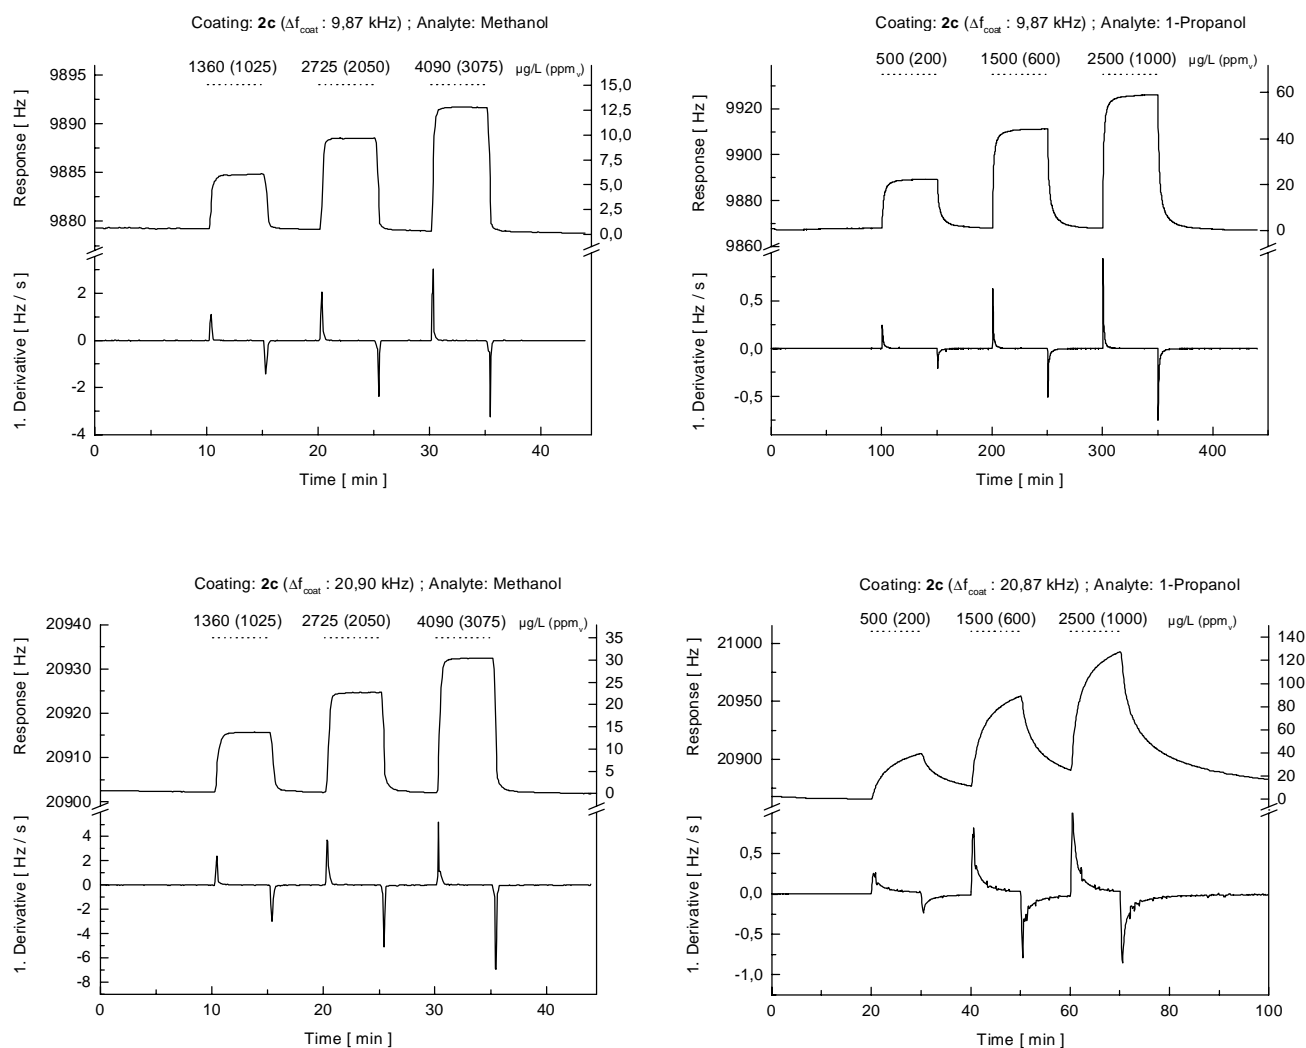 Coating: 2c (Δfcoat : 9,87 kHz) ; Analyte: Methanol
1360 (1025) 2725 (2050) 4090 (3075) µg/L (ppmv)
Response [ Hz ]
9895
9890
9885
9880
15,0
12,5
10,0
7,5
5,0
2,5
0,0
1. Derivative [ Hz / s ]
2
0
-2
-4
0 10 20 30 40
Time [ min ]
Coating: 2c (Δfcoat : 9,87 kHz) ; Analyte: 1-Propanol
500 (200) 1500 (600) 2500 (1000) µg/L (ppmv)
Response [ Hz ]
9920
9900
9880
9860
60
40
20
0
1. Derivative [ Hz / s ]
0,5
0,0
-0,5
100 200 300 400
Time [ min ]
Coating: 2c (Δfcoat : 20,90 kHz) ; Analyte: Methanol
1360 (1025) 2725 (2050) 4090 (3075) µg/L (ppmv)
Response [ Hz ]
20940
20930
20920
20910
20900
35
30
25
20
15
10
5
0
1. Derivative [ Hz / s ]
4
2
0
-2
-4
-6
-8
0 10 20 30 40
Time [ min ]
Coating: 2c (Δfcoat : 20,87 kHz) ; Analyte: 1-Propanol
500 (200) 1500 (600) 2500 (1000) µg/L (ppmv)
Response [ Hz ]
21000
20950
20900
140
120
100
80
60
40
20
0
1. Derivative [ Hz / s ]
0,5
0,0
-0,5
-1,0
0 20 40 60 80 100
Time [ min ]